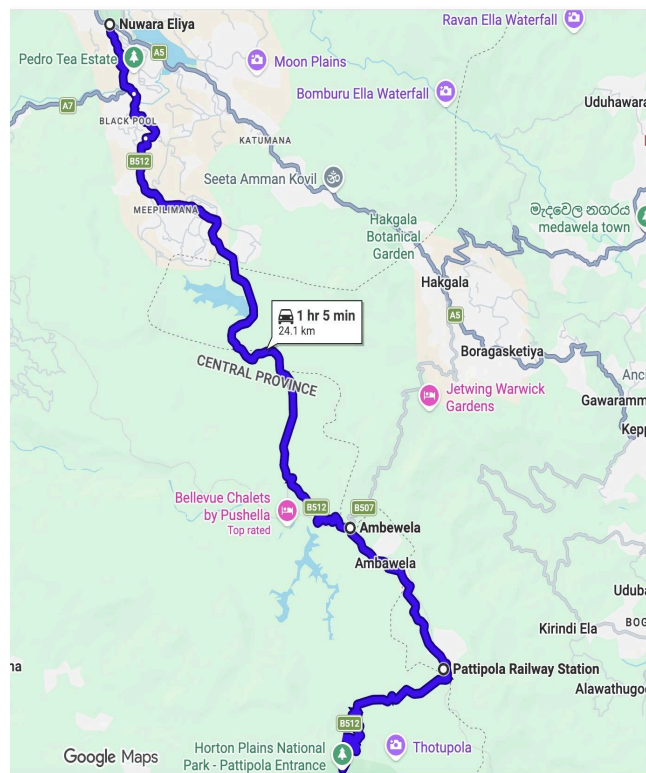 Nuwara Eliya
Ravan Ella Waterfall
Pedro Tea Estate
A5
Moon Plains
Bomburu Ella Waterfall
A7
Uduhawara
BLACK POOL
KATUMANA
B512
Seeta Amman Kovil
ॐ
MEEPILIMANA
මැදවෙල නගරය
medawela town
Hakgala
Botanical
Garden
Hakgala
1 hr 5 min
24.1 km
A5
CENTRAL PROVINCE
Boragasketiya
Anci
Jetwing Warwick
Gardens
Gawaramm
Kepp
Bellevue Chalets
by Pushella
Top rated
B512
B507
Ambewela
Ambawela
Uduba
BOG
Kirindi Ela
na
Pattipola Railway Station
Alawathugo
B512
Horton Plains National
Park - Pattipola Entrance
Thotupola
Google Maps